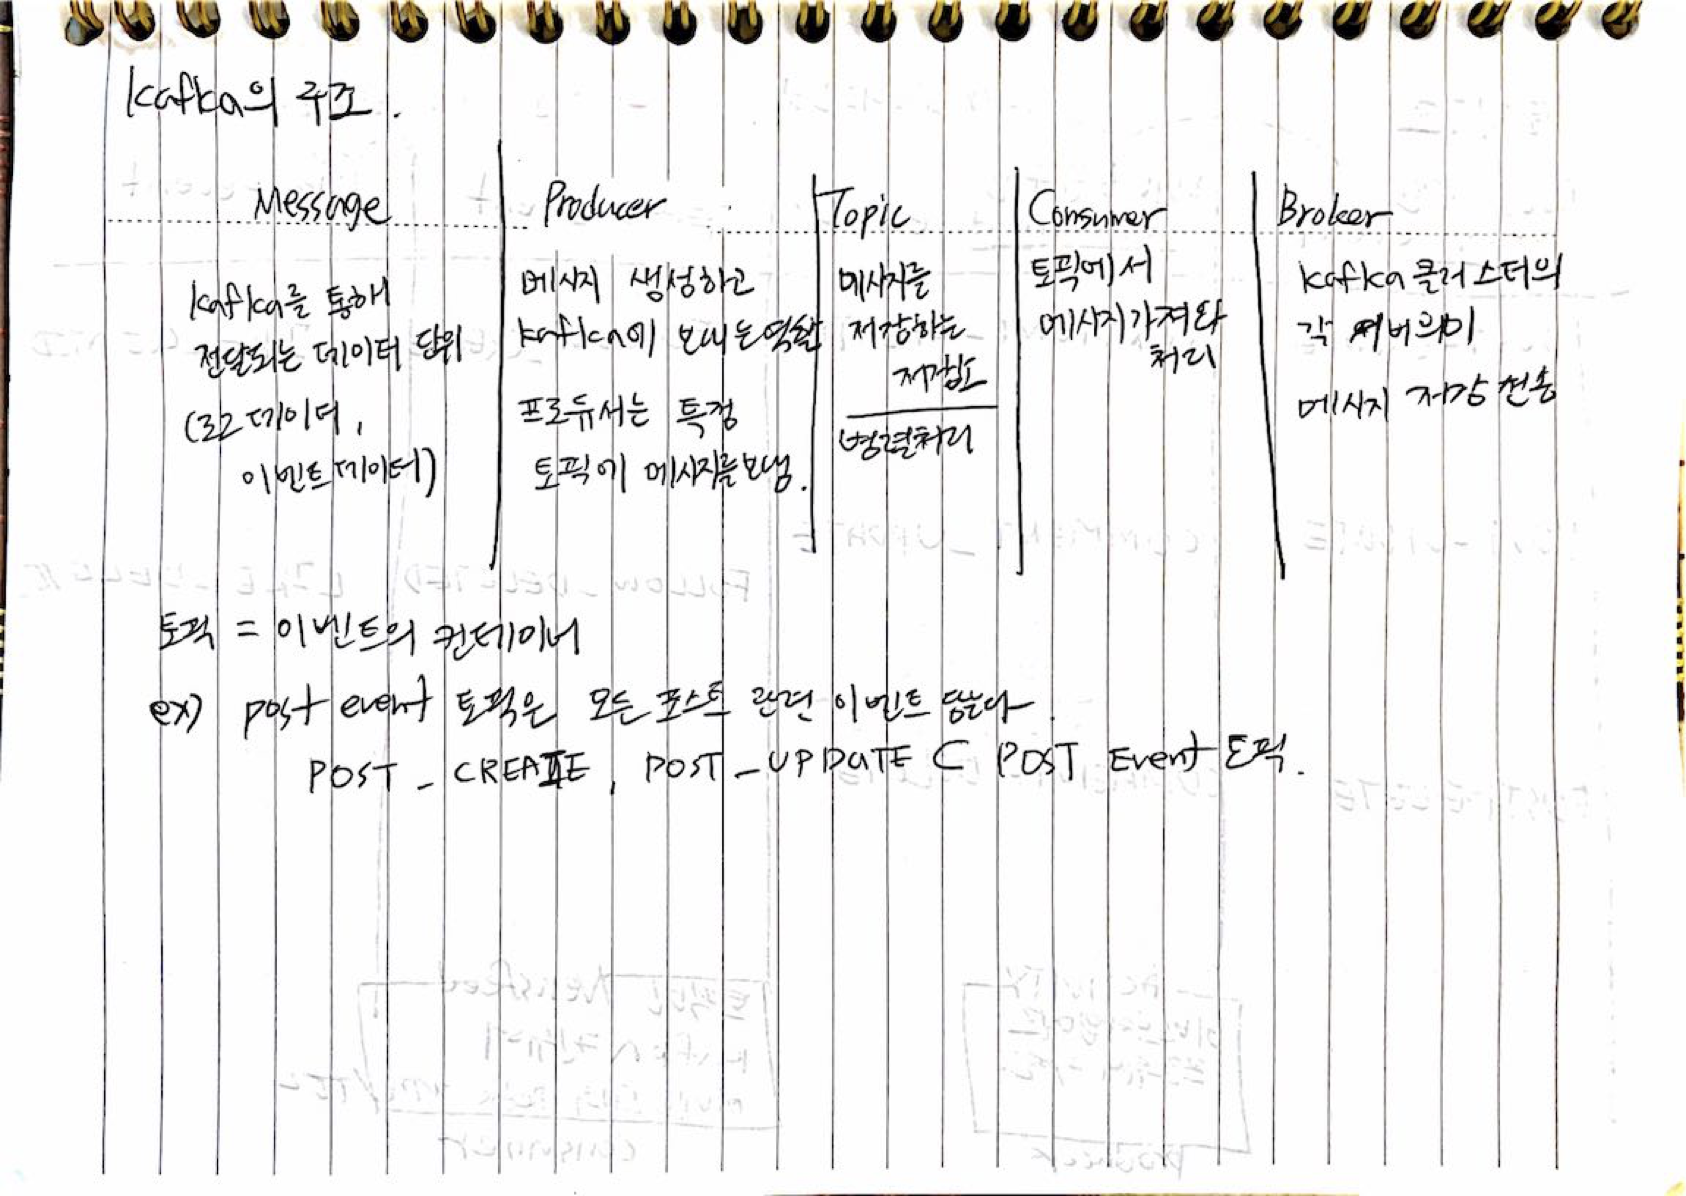 Kafka의 구조.
Message
Kafka를 통해
전달되는 데이터 단위
(로그 데이터,
이벤트 데이터)
Producer
메시지 생성하고
Kafka에 보내는 역할
프로듀서는 특정
토픽에 메시지를 보냄.
Topic
메시지를
저장하는
저장소
병렬처리
Consumer
토픽에서
메시지 가져와
처리
Broker
Kafka 클러스터의
각 서버 의미
메시지 저장 전송
토픽 = 이벤트의 컨테이너
ex) post event 토픽은 모든 포스트 관련 이벤트 담는다.
POST_CREATE, POST_UPDATE ⊂ POST Event 토픽.